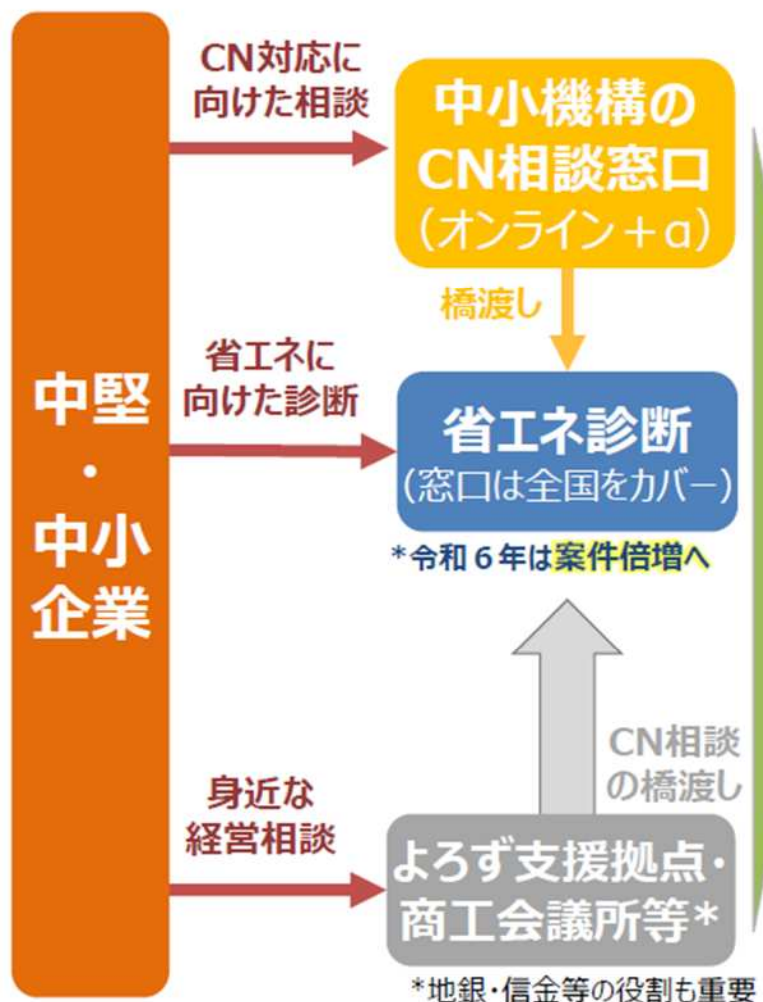 中堅
・
中小
企業
CN対応に
向けた相談
中小機構の
CN相談窓口
(オンライン+α)
橋渡し
省エネに
向けた診断
省エネ診断
(窓口は全国をカバー)
*令和6年は案件倍増へ
CN相談
の橋渡し
身近な
経営相談
よろず支援拠点・
商工会議所等*
*地銀・信金等の役割も重要